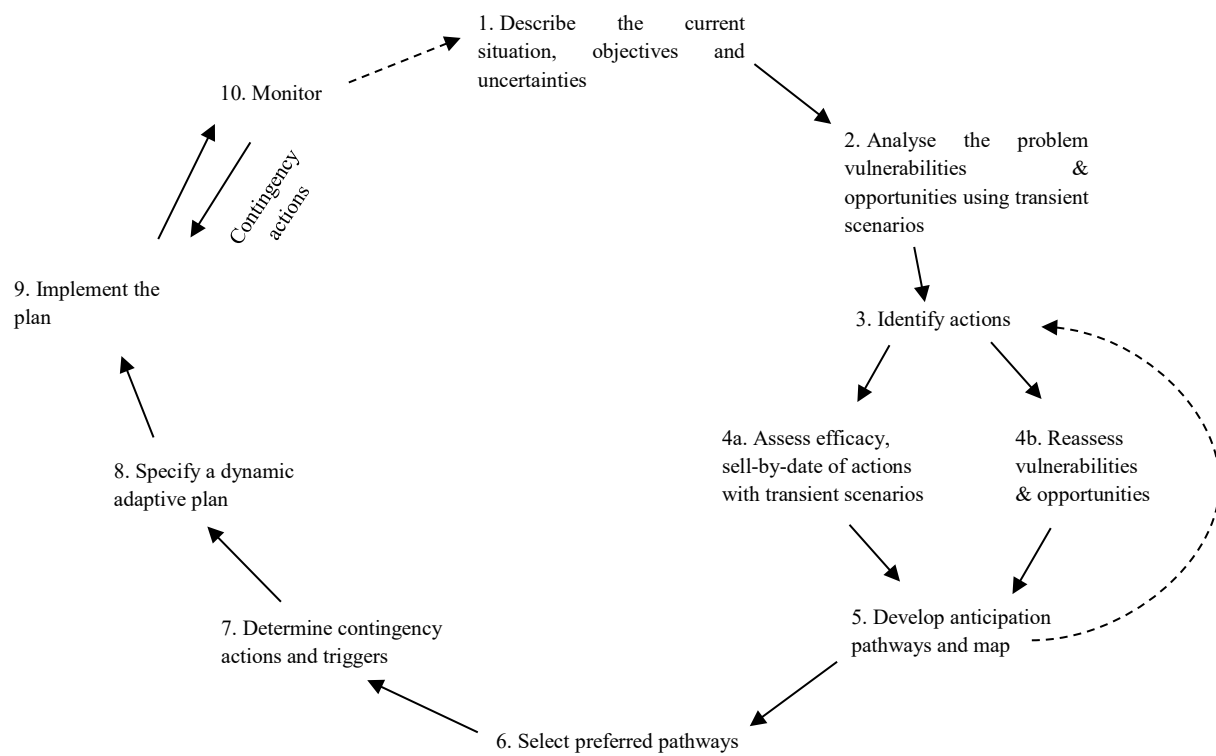 1. Describe the current
situation, objectives and
uncertainties
10. Monitor
Contingency
actions
2. Analyse the problem
vulnerabilities &
opportunities using transient
scenarios
9. Implement the
plan
3. Identify actions
4a. Assess efficacy,
sell-by-date of actions
with transient scenarios
4b. Reassess
vulnerabilities
& opportunities
8. Specify a dynamic
adaptive plan
5. Develop anticipation
pathways and map
7. Determine contingency
actions and triggers
6. Select preferred pathways